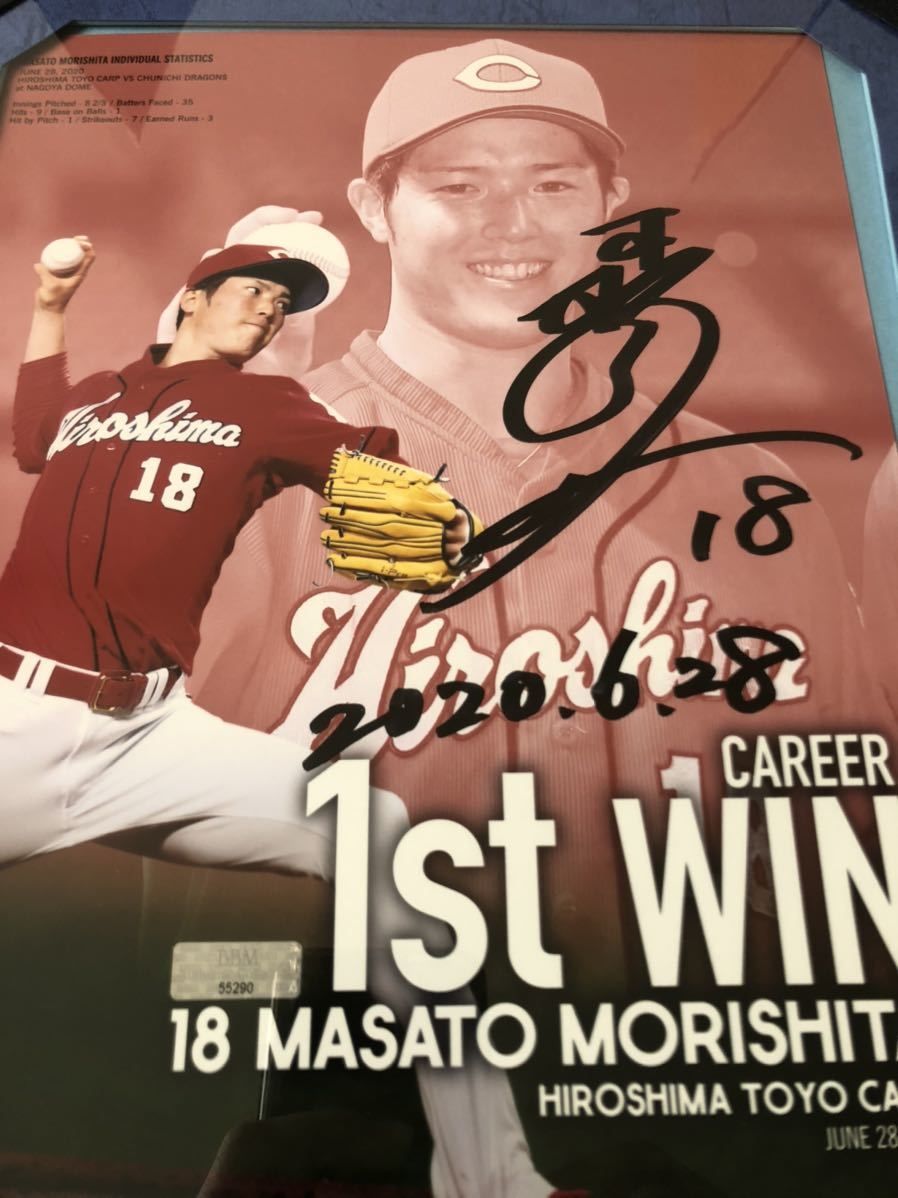 MASATO MORISHITA INDIVIDUAL STATISTICS
JUNE 28, 2020
HIROSHIMA TOYO CARP VS CHUNICHI DRAGONS
at NAGOYA DOME
Innings Pitched - 8 2/3 / Batters Faced - 35
Hits - 9 / Base on Balls - 1
Hit by Pitch - 1 / Strikeouts - 7 / Earned Runs - 3
Hiroshima
18
18
Hiroshima
2020.6.28
1
CAREER
1st WIN
BBM
55290
18 MASATO MORISHITA
HIROSHIMA TOYO CA
JUNE 28